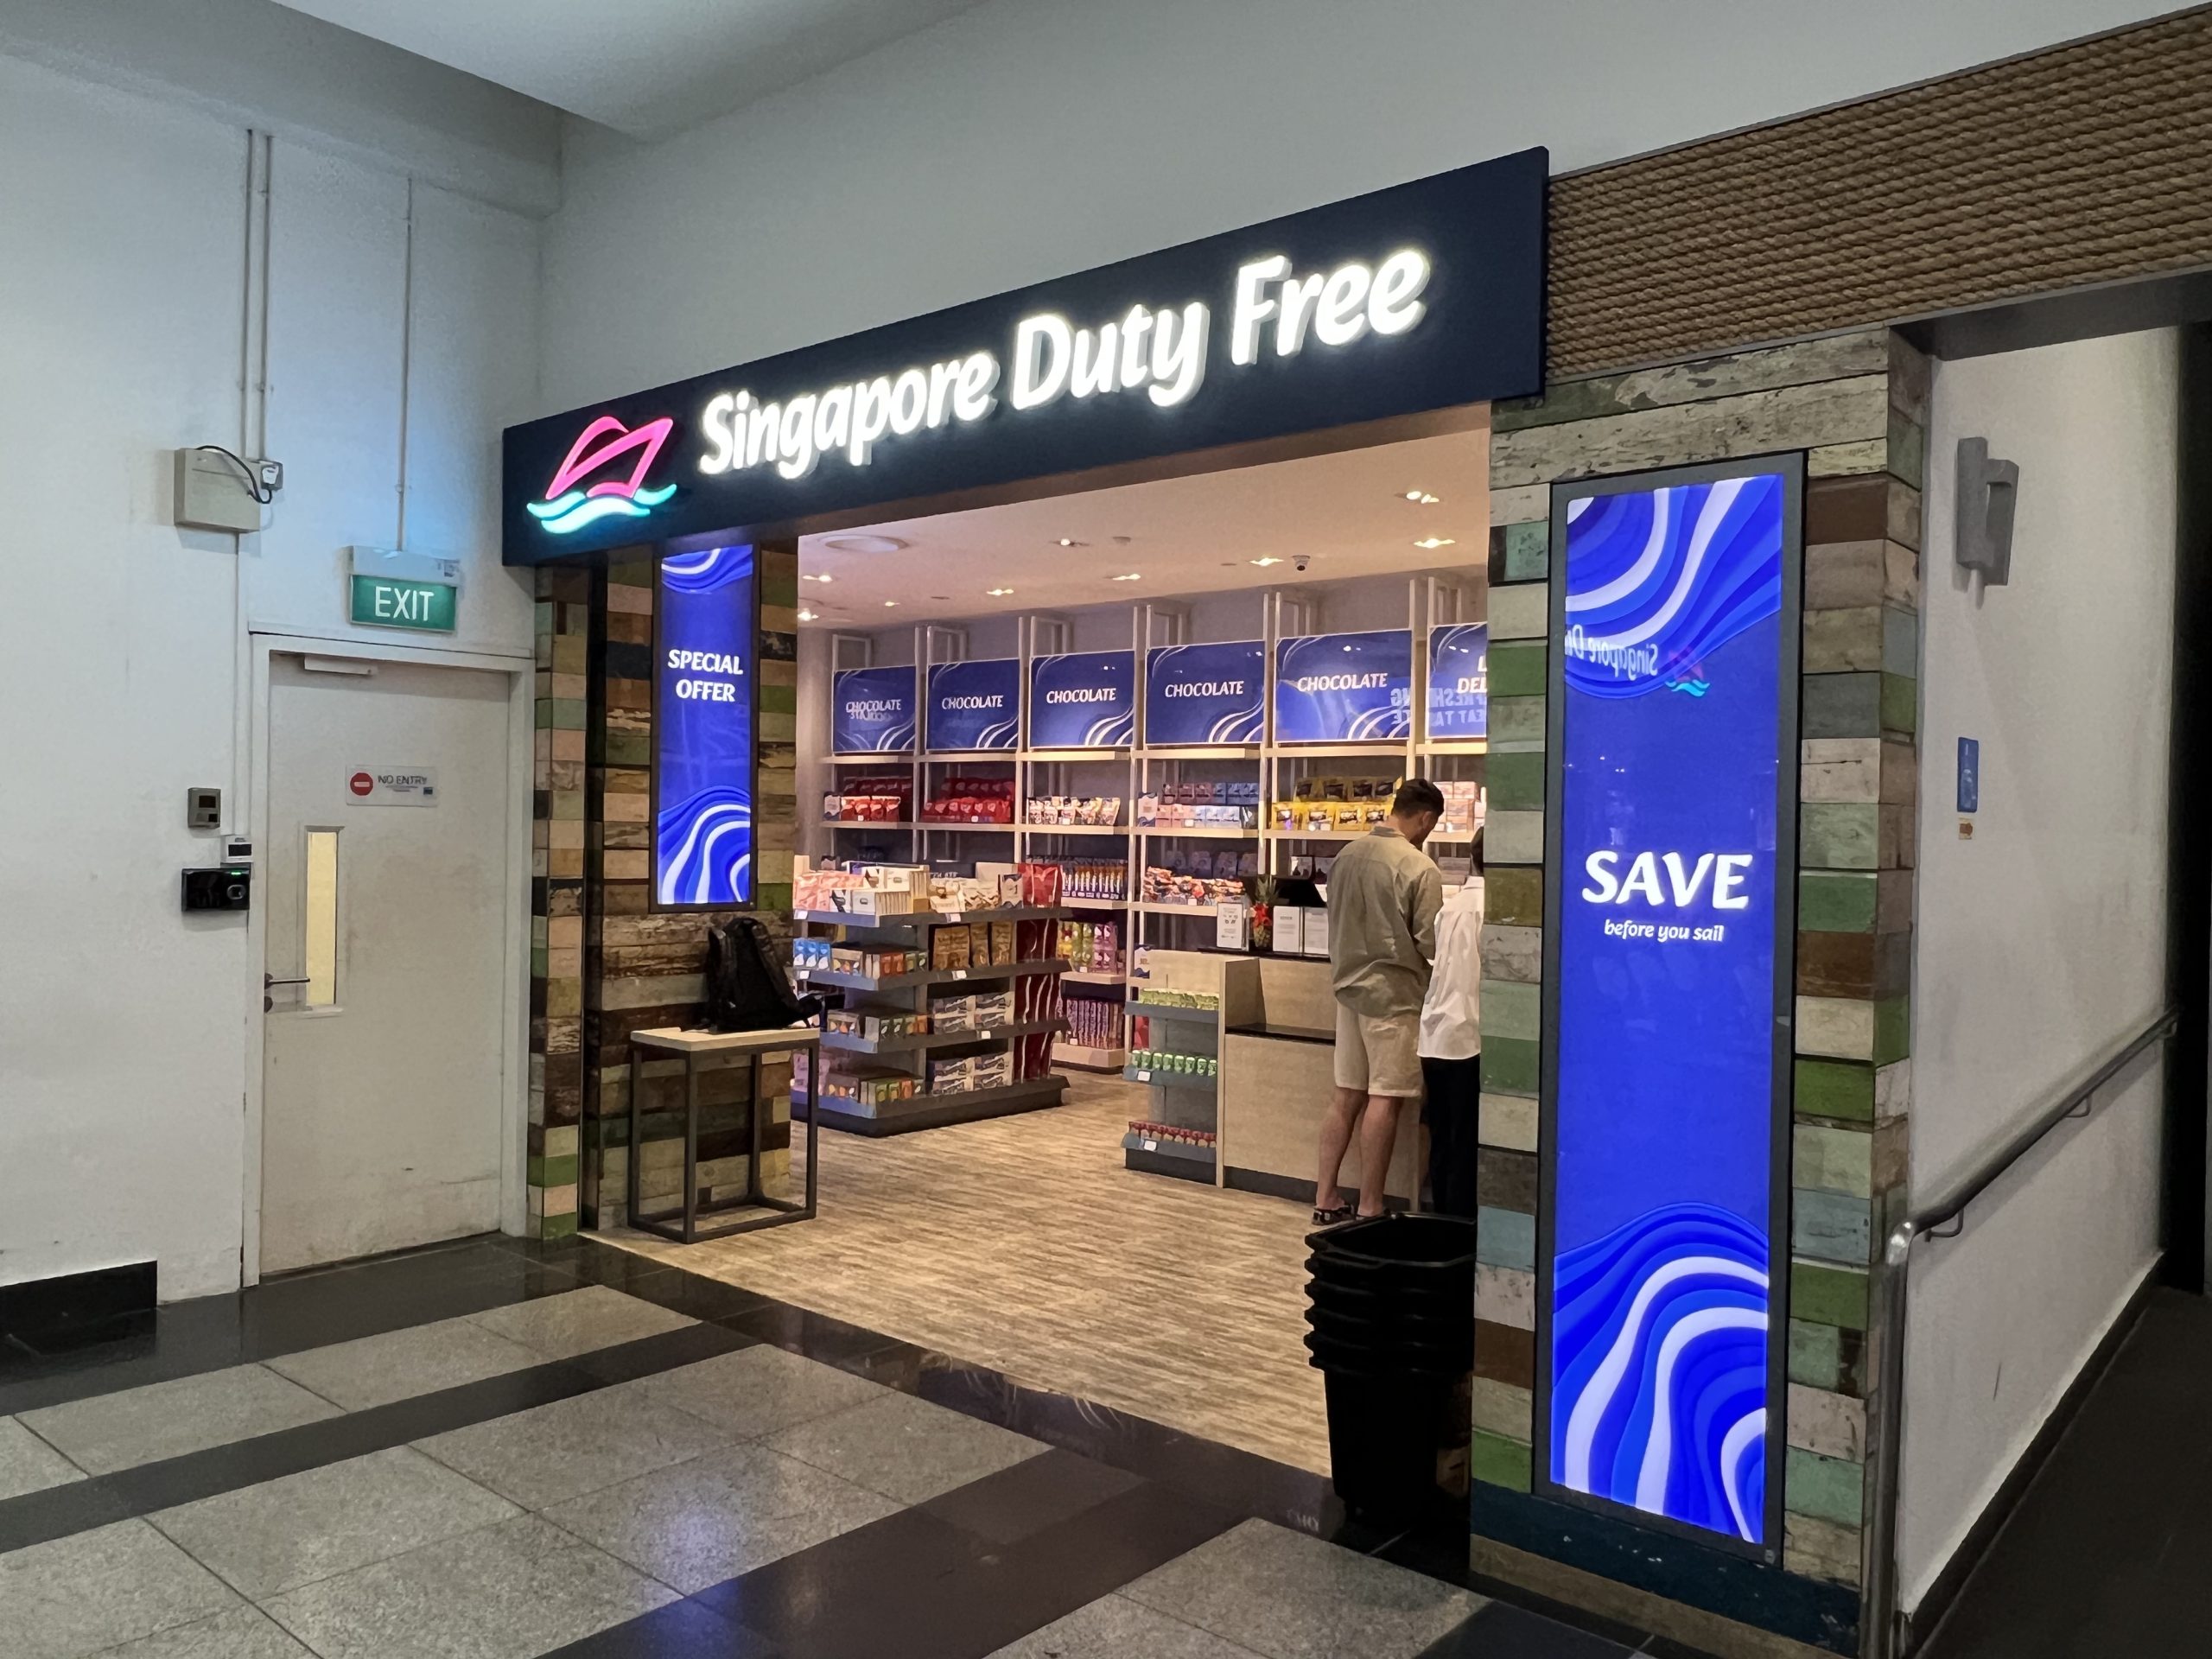 Singapore Duty Free
EXIT
NO ENTRY
SPECIAL
OFFER
CHOCOLATE
CHOCOLATE
CHOCOLATE
CHOCOLATE
CHOCOLATE
SAVE
before you sail